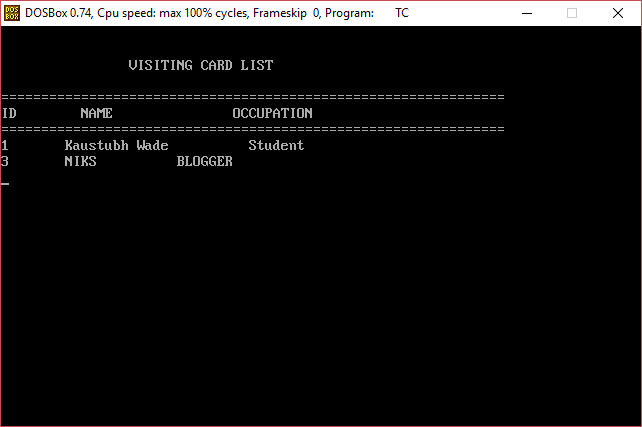 DOSBox 0.74, Cpu speed: max 100% cycles, Frameskip 0, Program: TC
VISITING CARD LIST
===============================================================
ID NAME OCCUPATION
===============================================================
1 Kaustubh Wade Student
3 NIKS BLOGGER